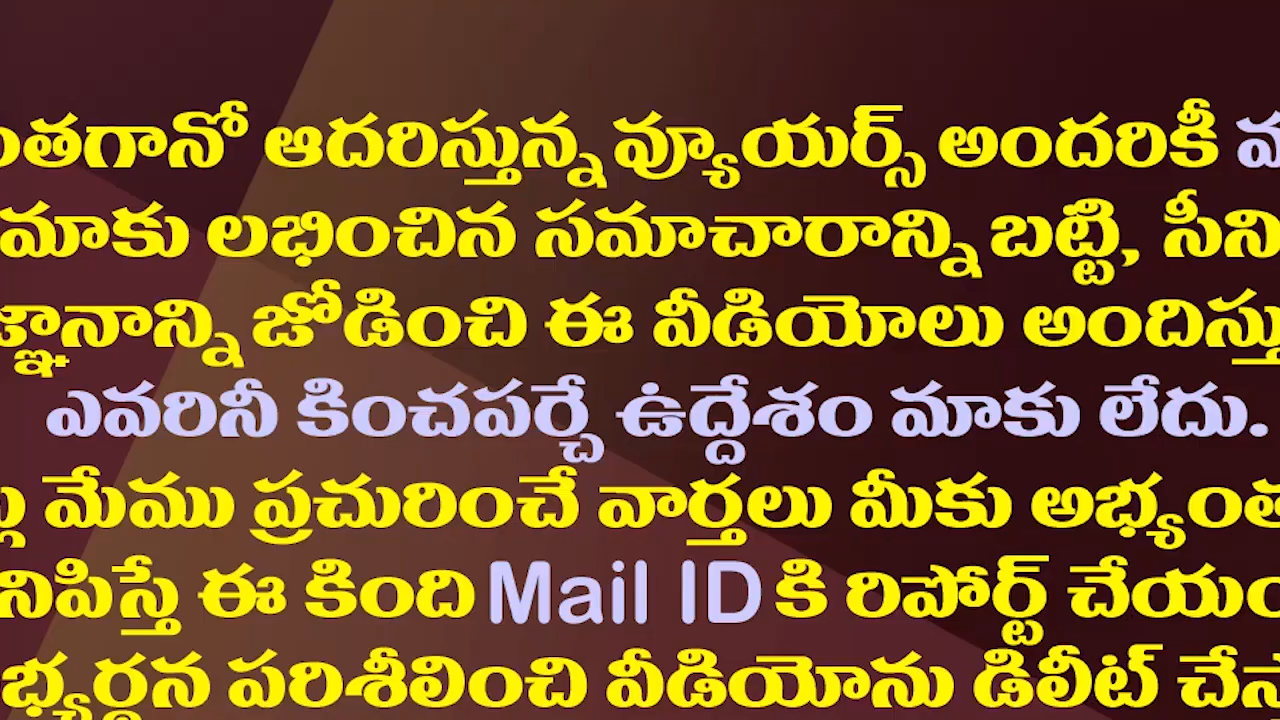 ంతగానో ఆదరిస్తున్న వ్యూయర్స్ అందరికీ
మాకు లభించిన సమాచారాన్ని బట్టి, సీని
జ్ఞానాన్ని జోడించి ఈ వీడియోలు అందిస్తు
ఎవరినీ కించపర్చే ఉద్దేశం మాకు లేదు.
ల్లు మేము ప్రచురించే వార్తలు మీకు అభ్యంత
నిపిస్తే ఈ కింది Mail ID కి రిపోర్ట్ చేయం
భ్యర్థన పరిశీలించి వీడియోను డిలీట్ చేస